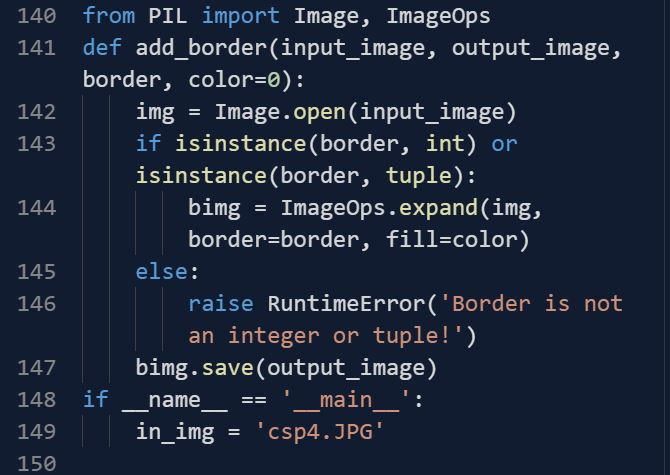 140 from PIL import Image, ImageOps
141 def add_border(input_image, output_image,
border, color=0):
142     img = Image.open(input_image)
143     if isinstance(border, int) or
    isinstance(border, tuple):
144         bimg = ImageOps.expand(img,
        border=border, fill=color)
145     else:
146         raise RuntimeError('Border is not
        an integer or tuple!')
147     bimg.save(output_image)
148 if __name__ == '__main__':
149     in_img = 'csp4.JPG'
150